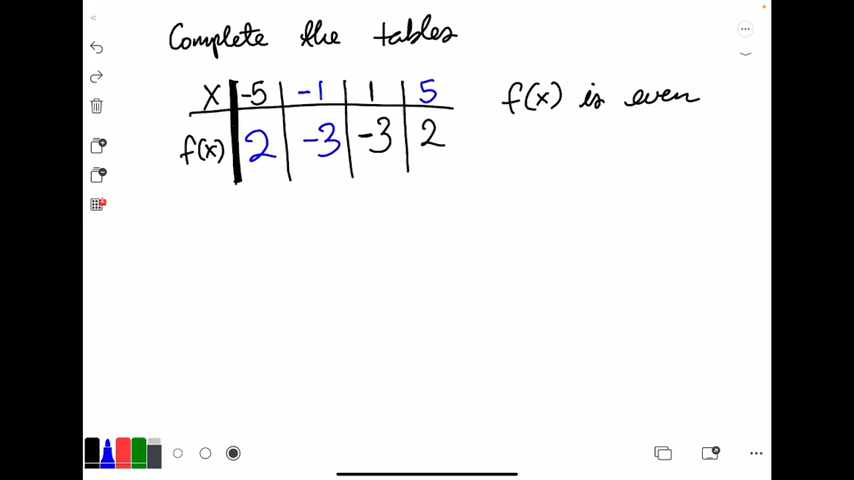 Complete the tables
x -5 -1 1 5 f(x) is even
f(x) 2 -3 -3 2